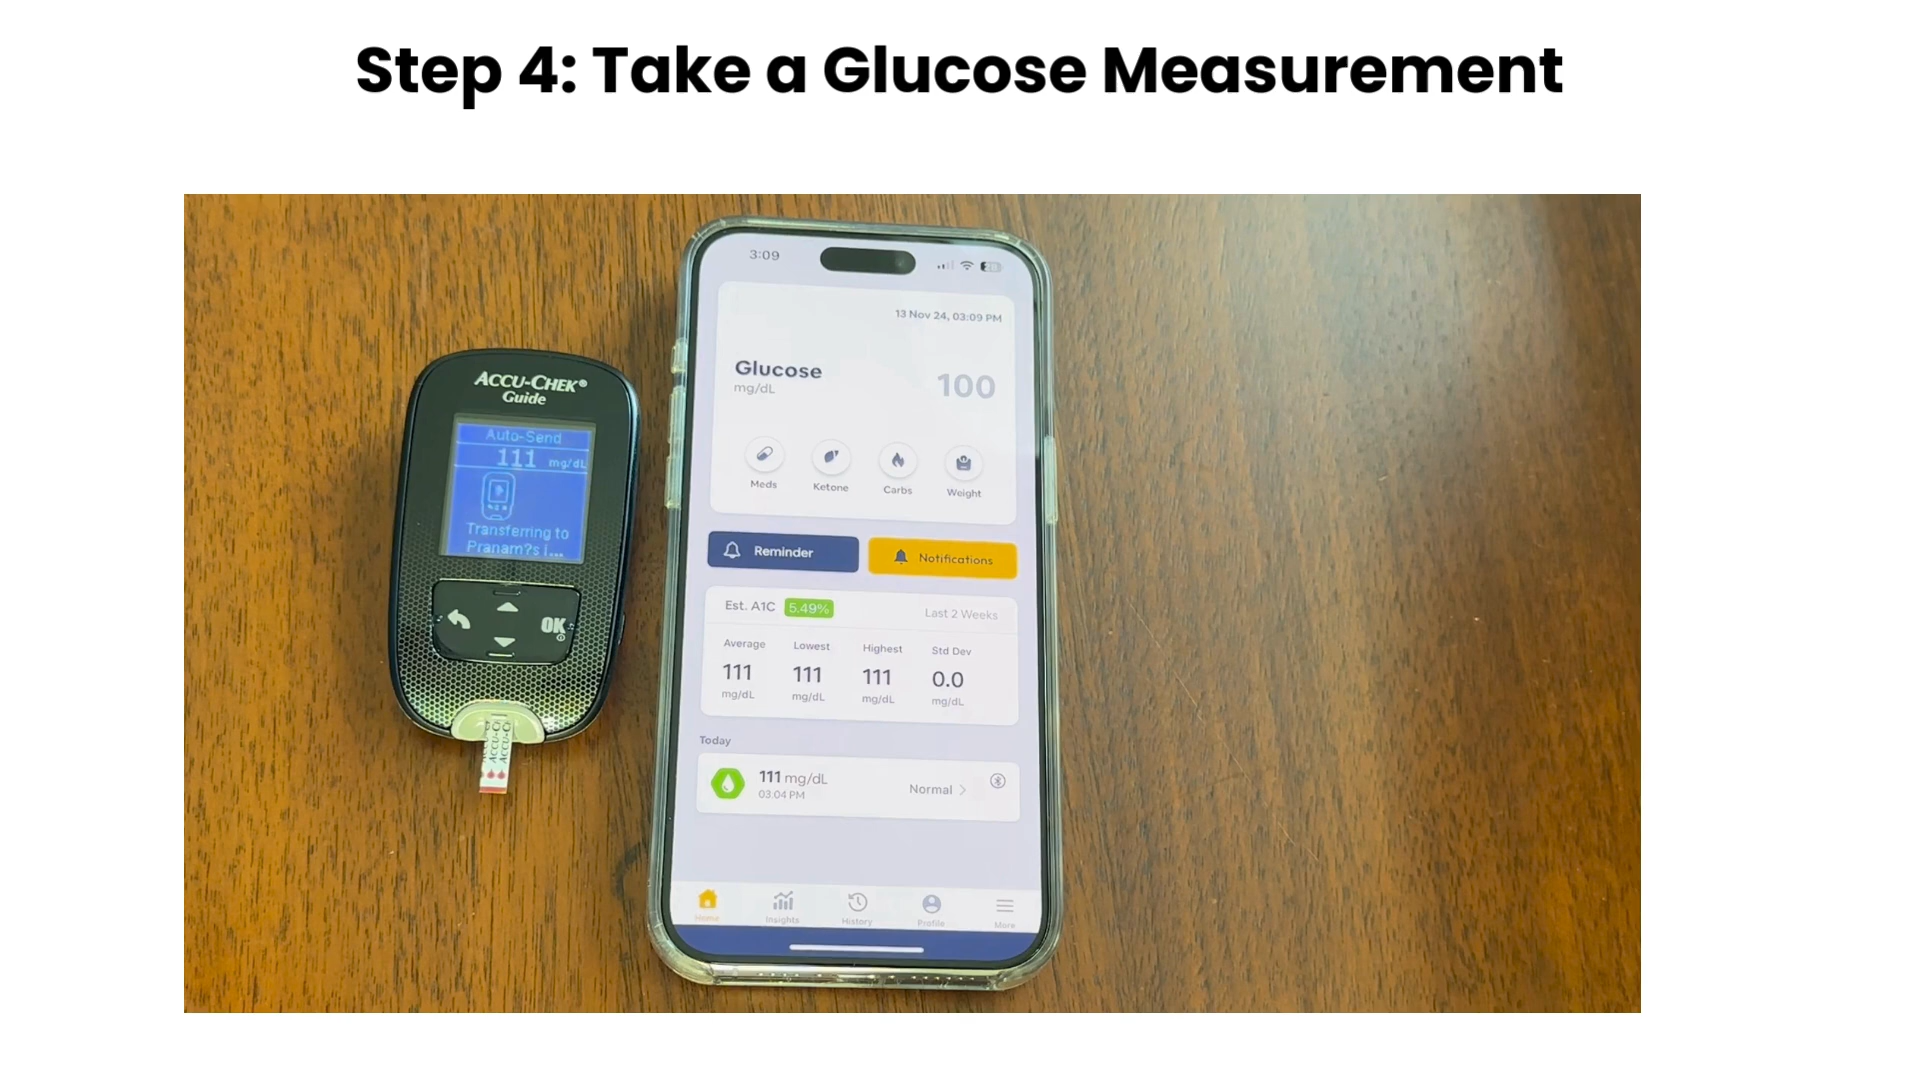 Step 4: Take a Glucose Measurement
ACCU-CHEK®
Guide
Auto-Send
111 mg/dL
Transferring to
Pranam?s i...
OK
3:09
13 Nov 24, 03:09 PM
Glucose
mg/dL
100
Meds Ketone Carbs Weight
Reminder Notifications
Est. A1C 5.49% Last 2 Weeks
Average Lowest Highest Std Dev
111 111 111 0.0
mg/dL mg/dL mg/dL mg/dL
Today
111 mg/dL
03:04 PM
Normal
Home Insights History Profile More